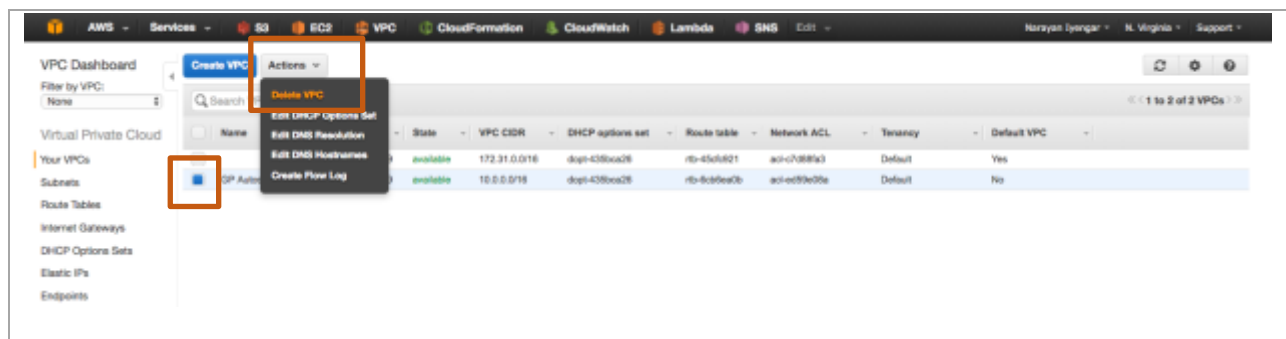 AWS Services S3 EC2 VPC CloudFormation CloudWatch Lambda SNS Edit Narayan Iyengar N. Virginia Support
VPC Dashboard
Filter by VPC:
None
Virtual Private Cloud
Your VPCs
Subnets
Route Tables
Internet Gateways
DHCP Options Sets
Elastic IPs
Endpoints
Create VPC Actions
Delete VPC
Edit DHCP Options Set
Edit DNS Resolution
Edit DNS Hostnames
Create Flow Log
Search
1 to 2 of 2 VPCs
Name State VPC CIDR DHCP options set Route table Network ACL Tenancy Default VPC
available 172.31.0.0/16 Default Yes
available 10.0.0.0/16 Default No